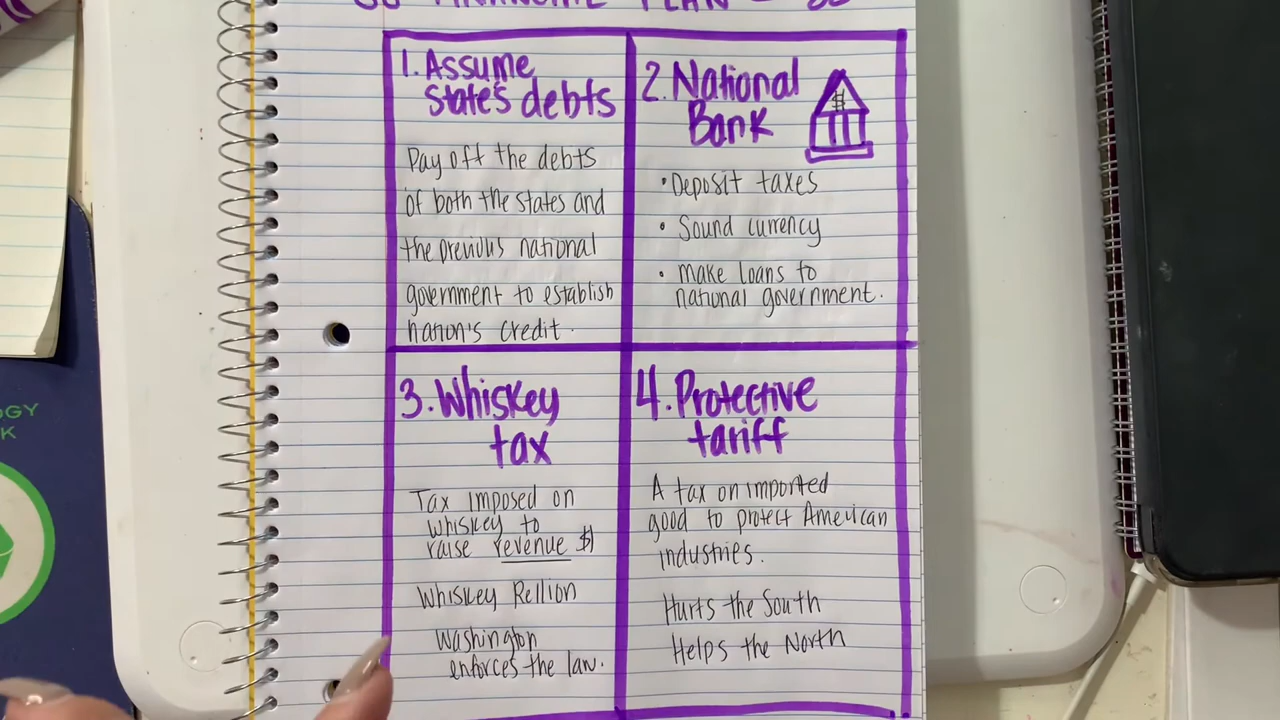 FINANCIAL PLAN
1. Assume
state's debts
Pay off the debts
of both the states and
the previous national
government to establish
nation's credit.
2. National
Bank
$
• Deposit taxes
• Sound currency
• make loans to
national government.
3. Whiskey
tax
Tax imposed on
whiskey to
raise revenue $
Whiskey Rellion
Washington
enforces the law.
4. Protective
tariff
A tax on imported
good to protect American
industries.
Hurts the South
Helps the North
OGY
K